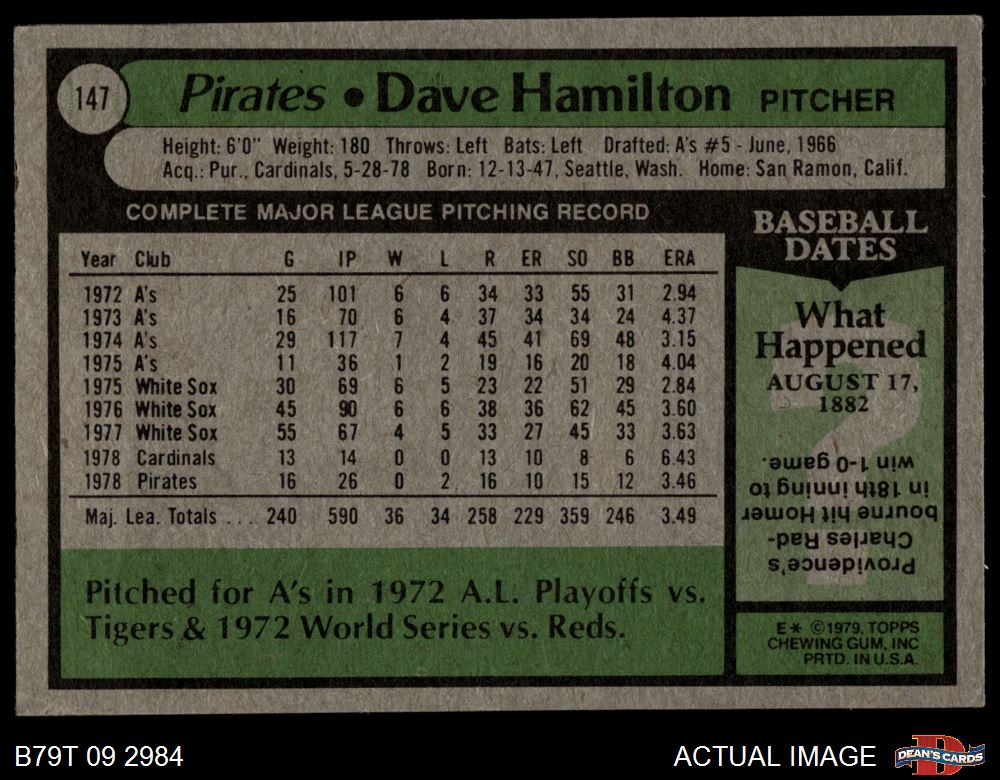 147
Pirates • Dave Hamilton PITCHER
Height: 6'0" Weight: 180 Throws: Left Bats: Left Drafted: A's #5 - June, 1966
Acq.: Pur., Cardinals, 5-28-78 Born: 12-13-47, Seattle, Wash. Home: San Ramon, Calif.
COMPLETE MAJOR LEAGUE PITCHING RECORD
Year Club G IP W L R ER SO BB ERA
1972 A's 25 101 6 6 34 33 55 31 2.94
1973 A's 16 70 6 4 37 34 34 24 4.37
1974 A's 29 117 7 4 45 41 69 48 3.15
1975 A's 11 36 1 2 19 16 20 18 4.04
1975 White Sox 30 69 6 5 23 22 51 29 2.84
1976 White Sox 45 90 6 6 38 36 62 45 3.60
1977 White Sox 55 67 4 5 33 27 45 33 3.63
1978 Cardinals 13 14 0 0 13 10 8 6 6.43
1978 Pirates 16 26 0 2 16 10 15 12 3.46
Maj. Lea. Totals . . . 240 590 36 34 258 229 359 246 3.49
Pitched for A's in 1972 A.L. Playoffs vs.
Tigers & 1972 World Series vs. Reds.
BASEBALL
DATES
What
Happened
AUGUST 17,
1882
Providence's
Charles Rad-
bourne hit Homer
in 18th inning to
win 1-0 game.
E* ©1979, TOPPS
CHEWING GUM, INC
PRTD. IN U.S.A.
B79T 09 2984
ACTUAL IMAGE
DEAN'S CARDS